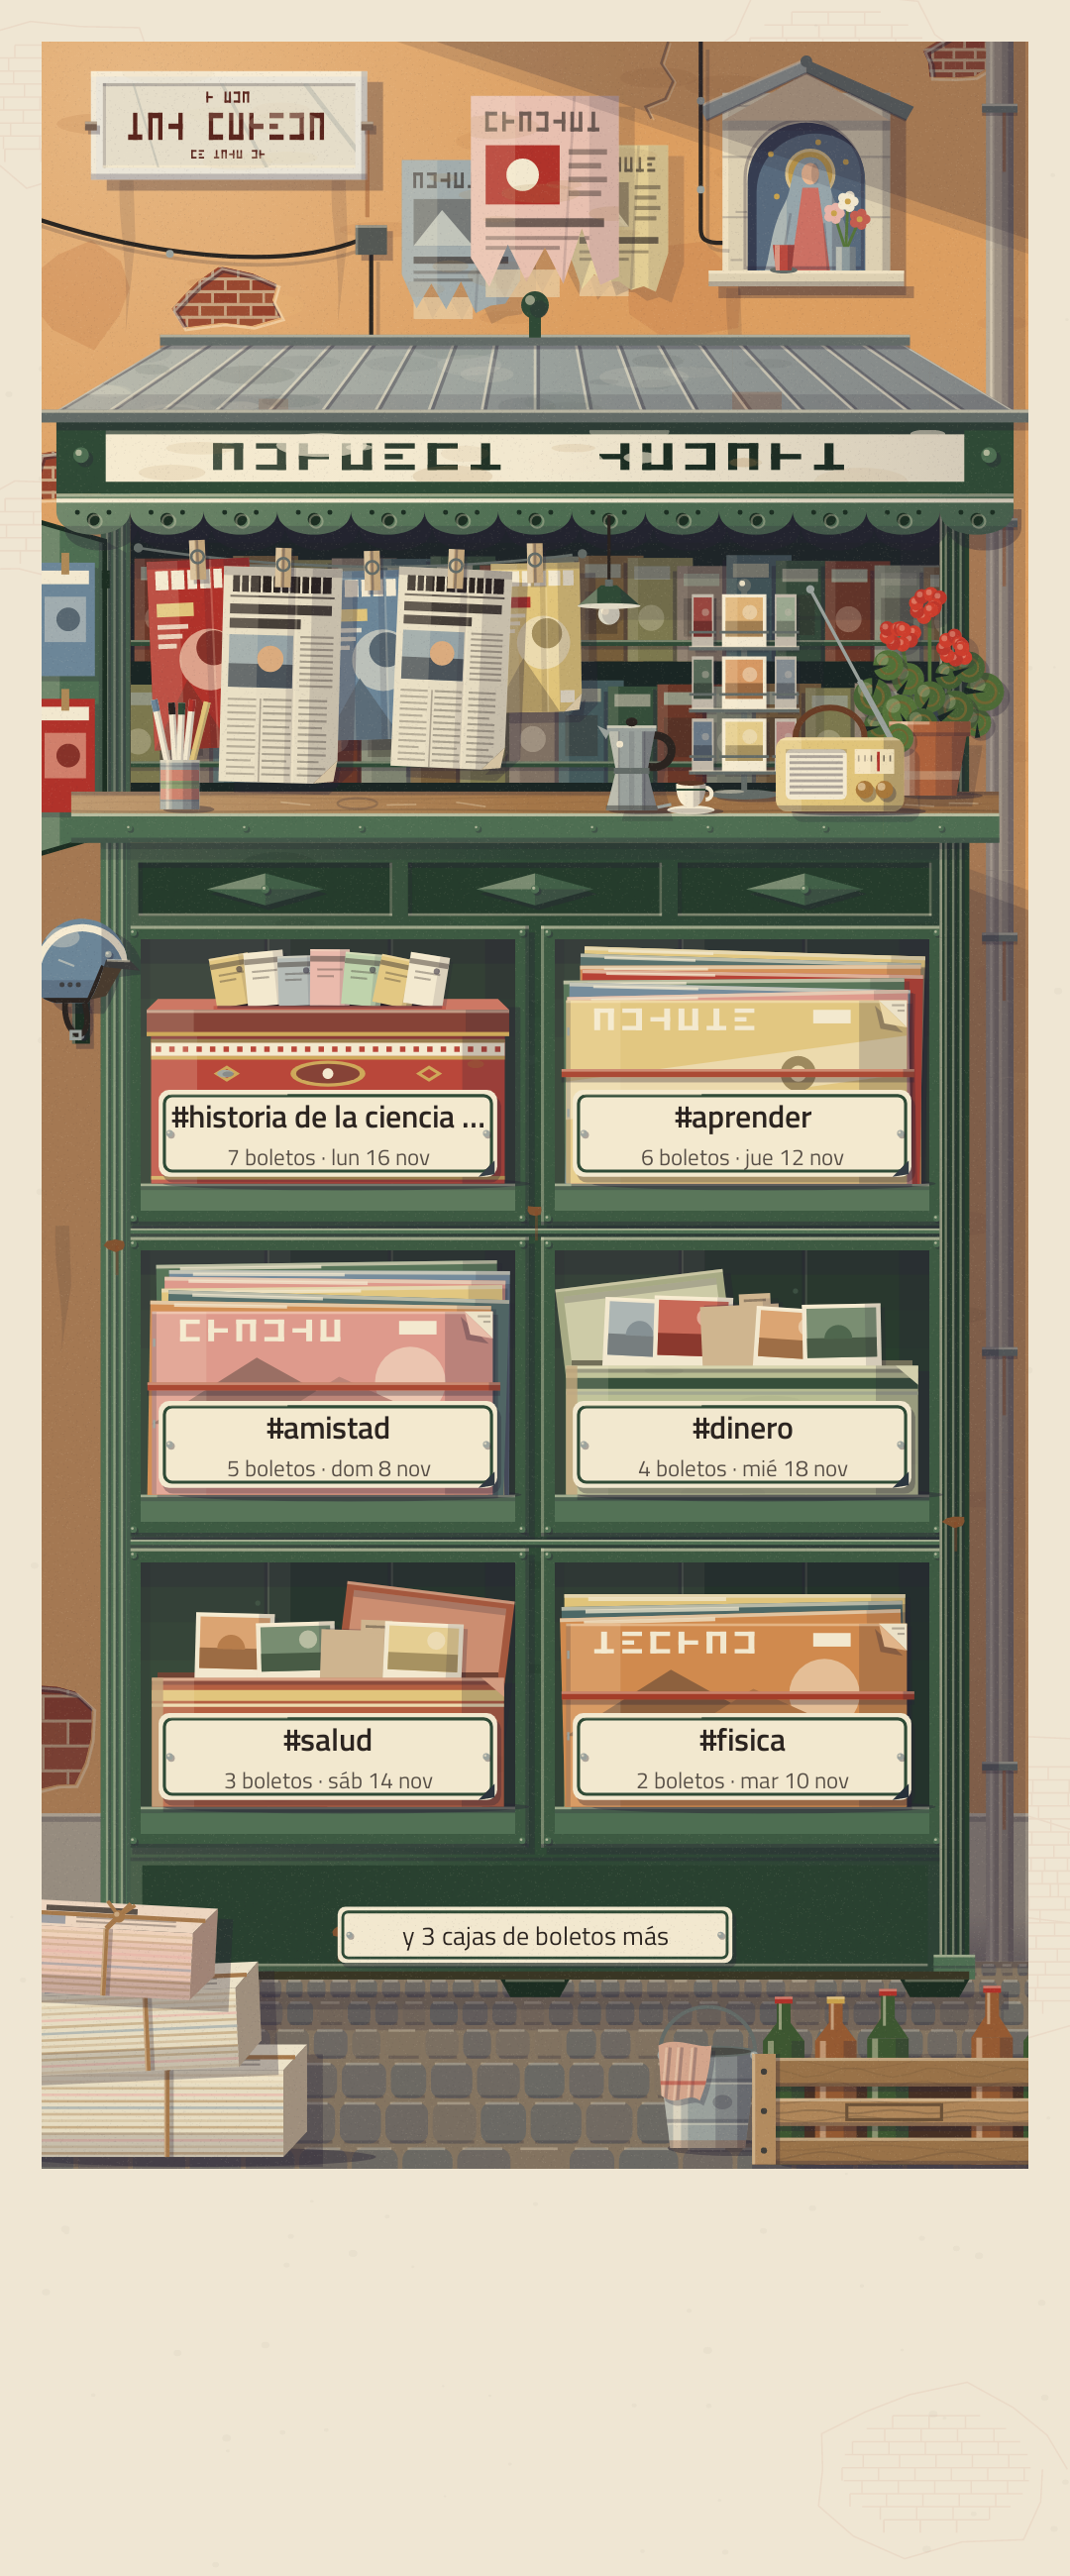 #historia de la ciencia ...
7 boletos · lun 16 nov
#aprender
6 boletos · jue 12 nov
#amistad
5 boletos · dom 8 nov
#dinero
4 boletos · mié 18 nov
#salud
3 boletos · sáb 14 nov
#fisica
2 boletos · mar 10 nov
y 3 cajas de boletos más